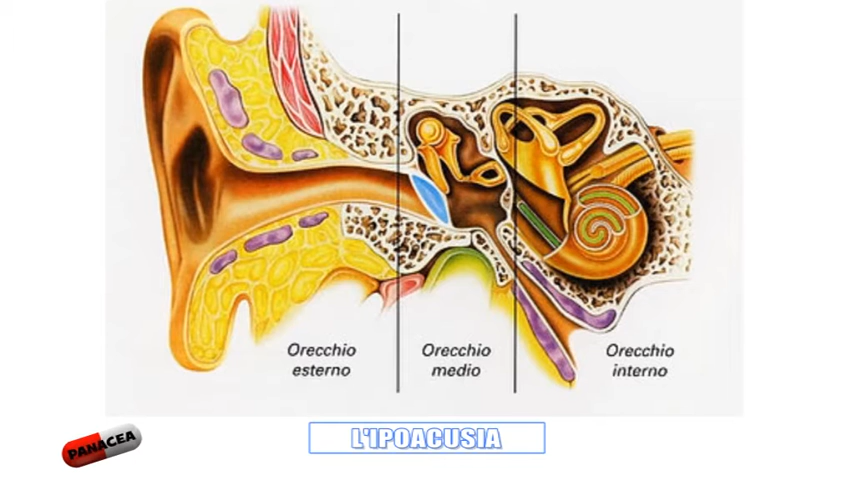 Orecchio
esterno
Orecchio
medio
Orecchio
interno
PANACEA
L'IPOACUSIA